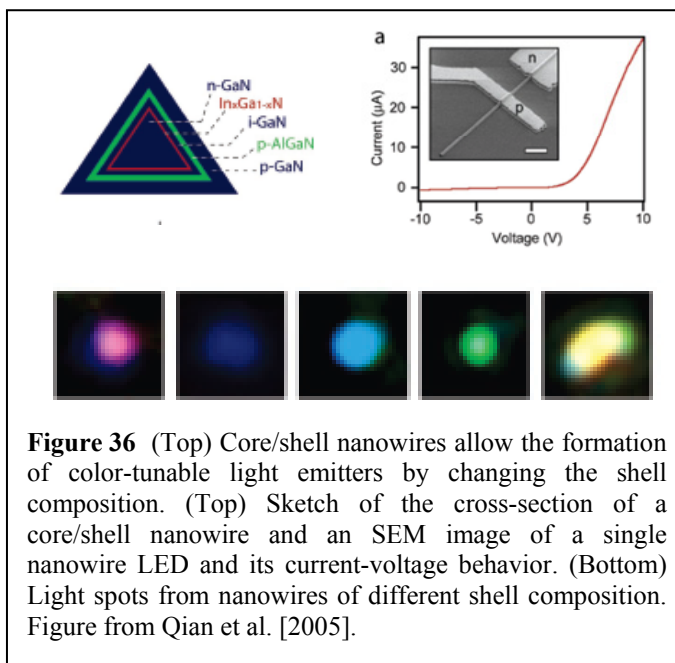 n-GaN
InxGa1-xN
i-GaN
p-AlGaN
p-GaN
a
n
p
Current (µA)
30
20
10
0
-10
-5
0
5
10
Voltage (V)
Figure 36 (Top) Core/shell nanowires allow the formation
of color-tunable light emitters by changing the shell
composition. (Top) Sketch of the cross-section of a
core/shell nanowire and an SEM image of a single
nanowire LED and its current-voltage behavior. (Bottom)
Light spots from nanowires of different shell composition.
Figure from Qian et al. [2005].